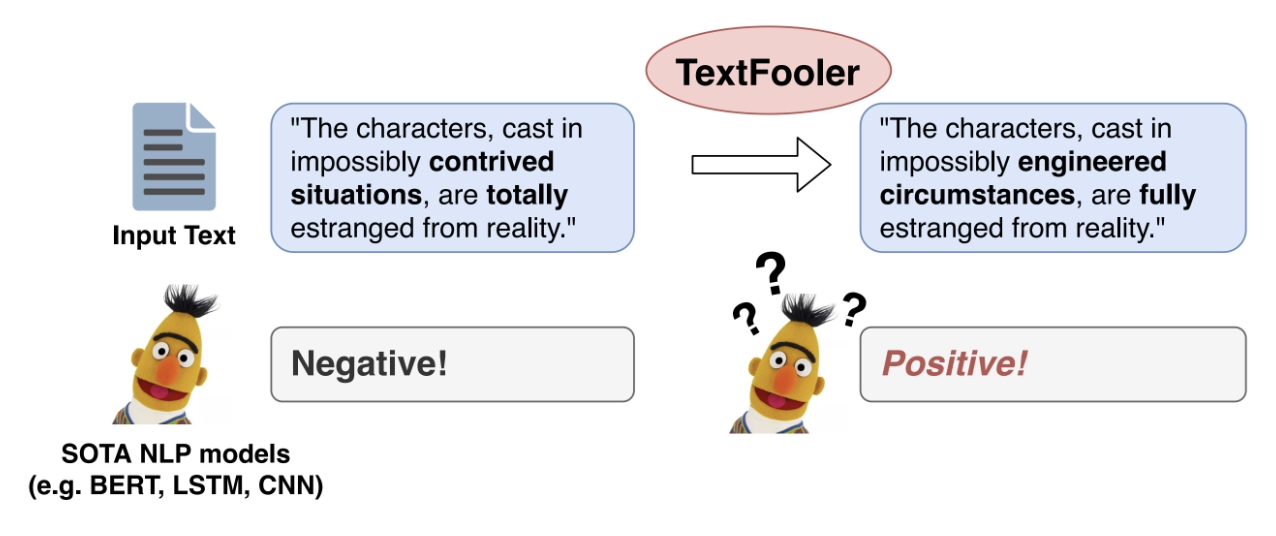 TextFooler
"The characters, cast in
impossibly contrived
situations, are totally
estranged from reality."
"The characters, cast in
impossibly engineered
circumstances, are fully
estranged from reality."
Input Text
? ? ?
Negative!
Positive!
SOTA NLP models
(e.g. BERT, LSTM, CNN)